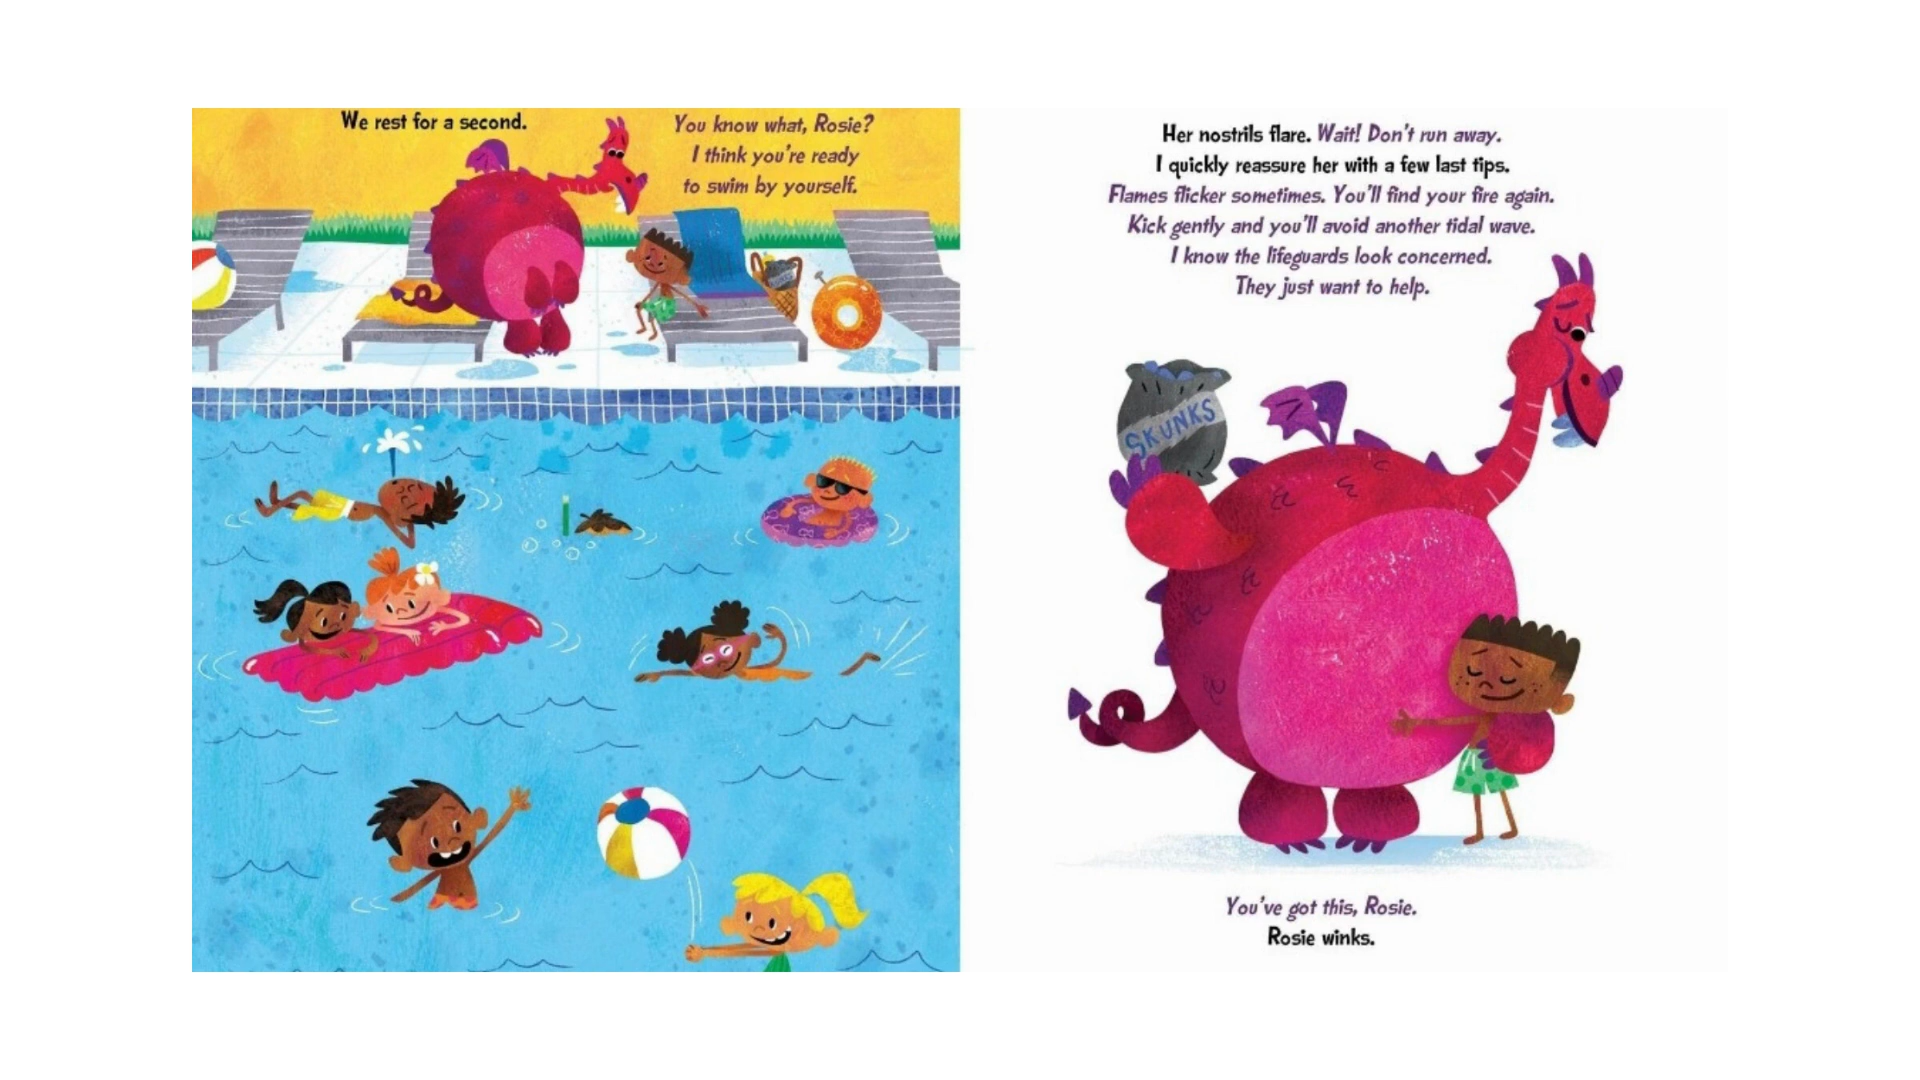 We rest for a second.
You know what, Rosie?
I think you're ready
to swim by yourself.
Her nostrils flare. Wait! Don't run away.
I quickly reassure her with a few last tips.
Flames flicker sometimes. You'll find your fire again.
Kick gently and you'll avoid another tidal wave.
I know the lifeguards look concerned.
They just want to help.
SKUNKS
You've got this, Rosie.
Rosie winks.